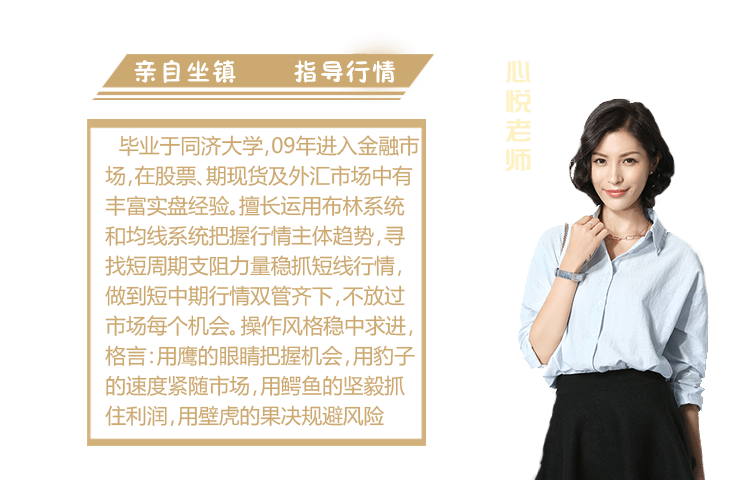 亲自坐镇 指导行情
心悦老师
毕业于同济大学,09年进入金融市
场,在股票、期现货及外汇市场中有
丰富实盘经验。擅长运用布林系统
和均线系统把握行情主体趋势,寻
找短周期支阻力量稳抓短线行情,
做到短中期行情双管齐下,不放过
市场每个机会。操作风格稳中求进,
格言:用鹰的眼睛把握机会,用豹子
的速度紧随市场,用鳄鱼的坚毅抓
住利润,用壁虎的果决规避风险